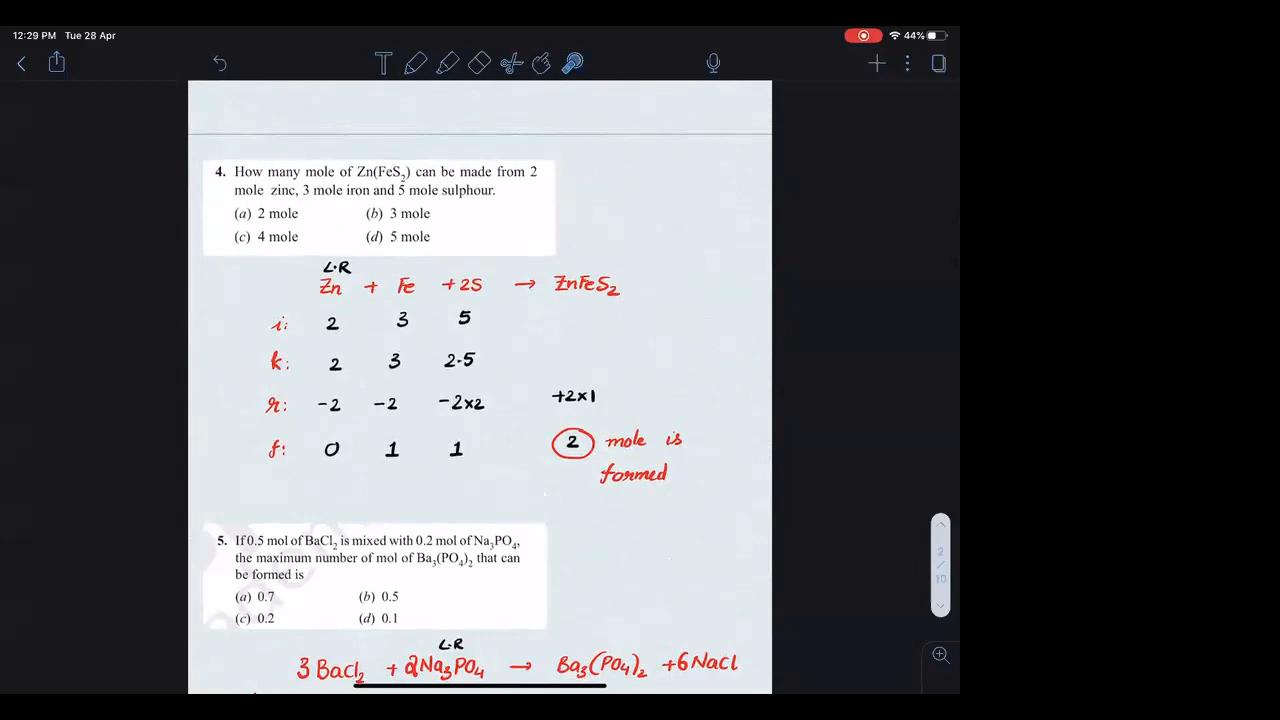 12:29 PM Tue 28 Apr 44%
T
4. How many mole of Zn(FeS₂) can be made from 2
mole zinc, 3 mole iron and 5 mole sulphour.
(a) 2 mole (b) 3 mole
(c) 4 mole (d) 5 mole
L.R
Zn + Fe +2S → ZnFeS₂
i: 2 3 5
k: 2 3 2.5
r: -2 -2 -2×2 +2×1
f: 0 1 1 2 mole is
formed
5. If 0.5 mol of BaCl₂ is mixed with 0.2 mol of Na₃PO₄,
the maximum number of mol of Ba₃(PO₄)₂ that can
be formed is
(a) 0.7 (b) 0.5
(c) 0.2 (d) 0.1
L.R
3 BaCl₂ + 2Na₃PO₄ → Ba₃(PO₄)₂ +6NaCl
2
/
10